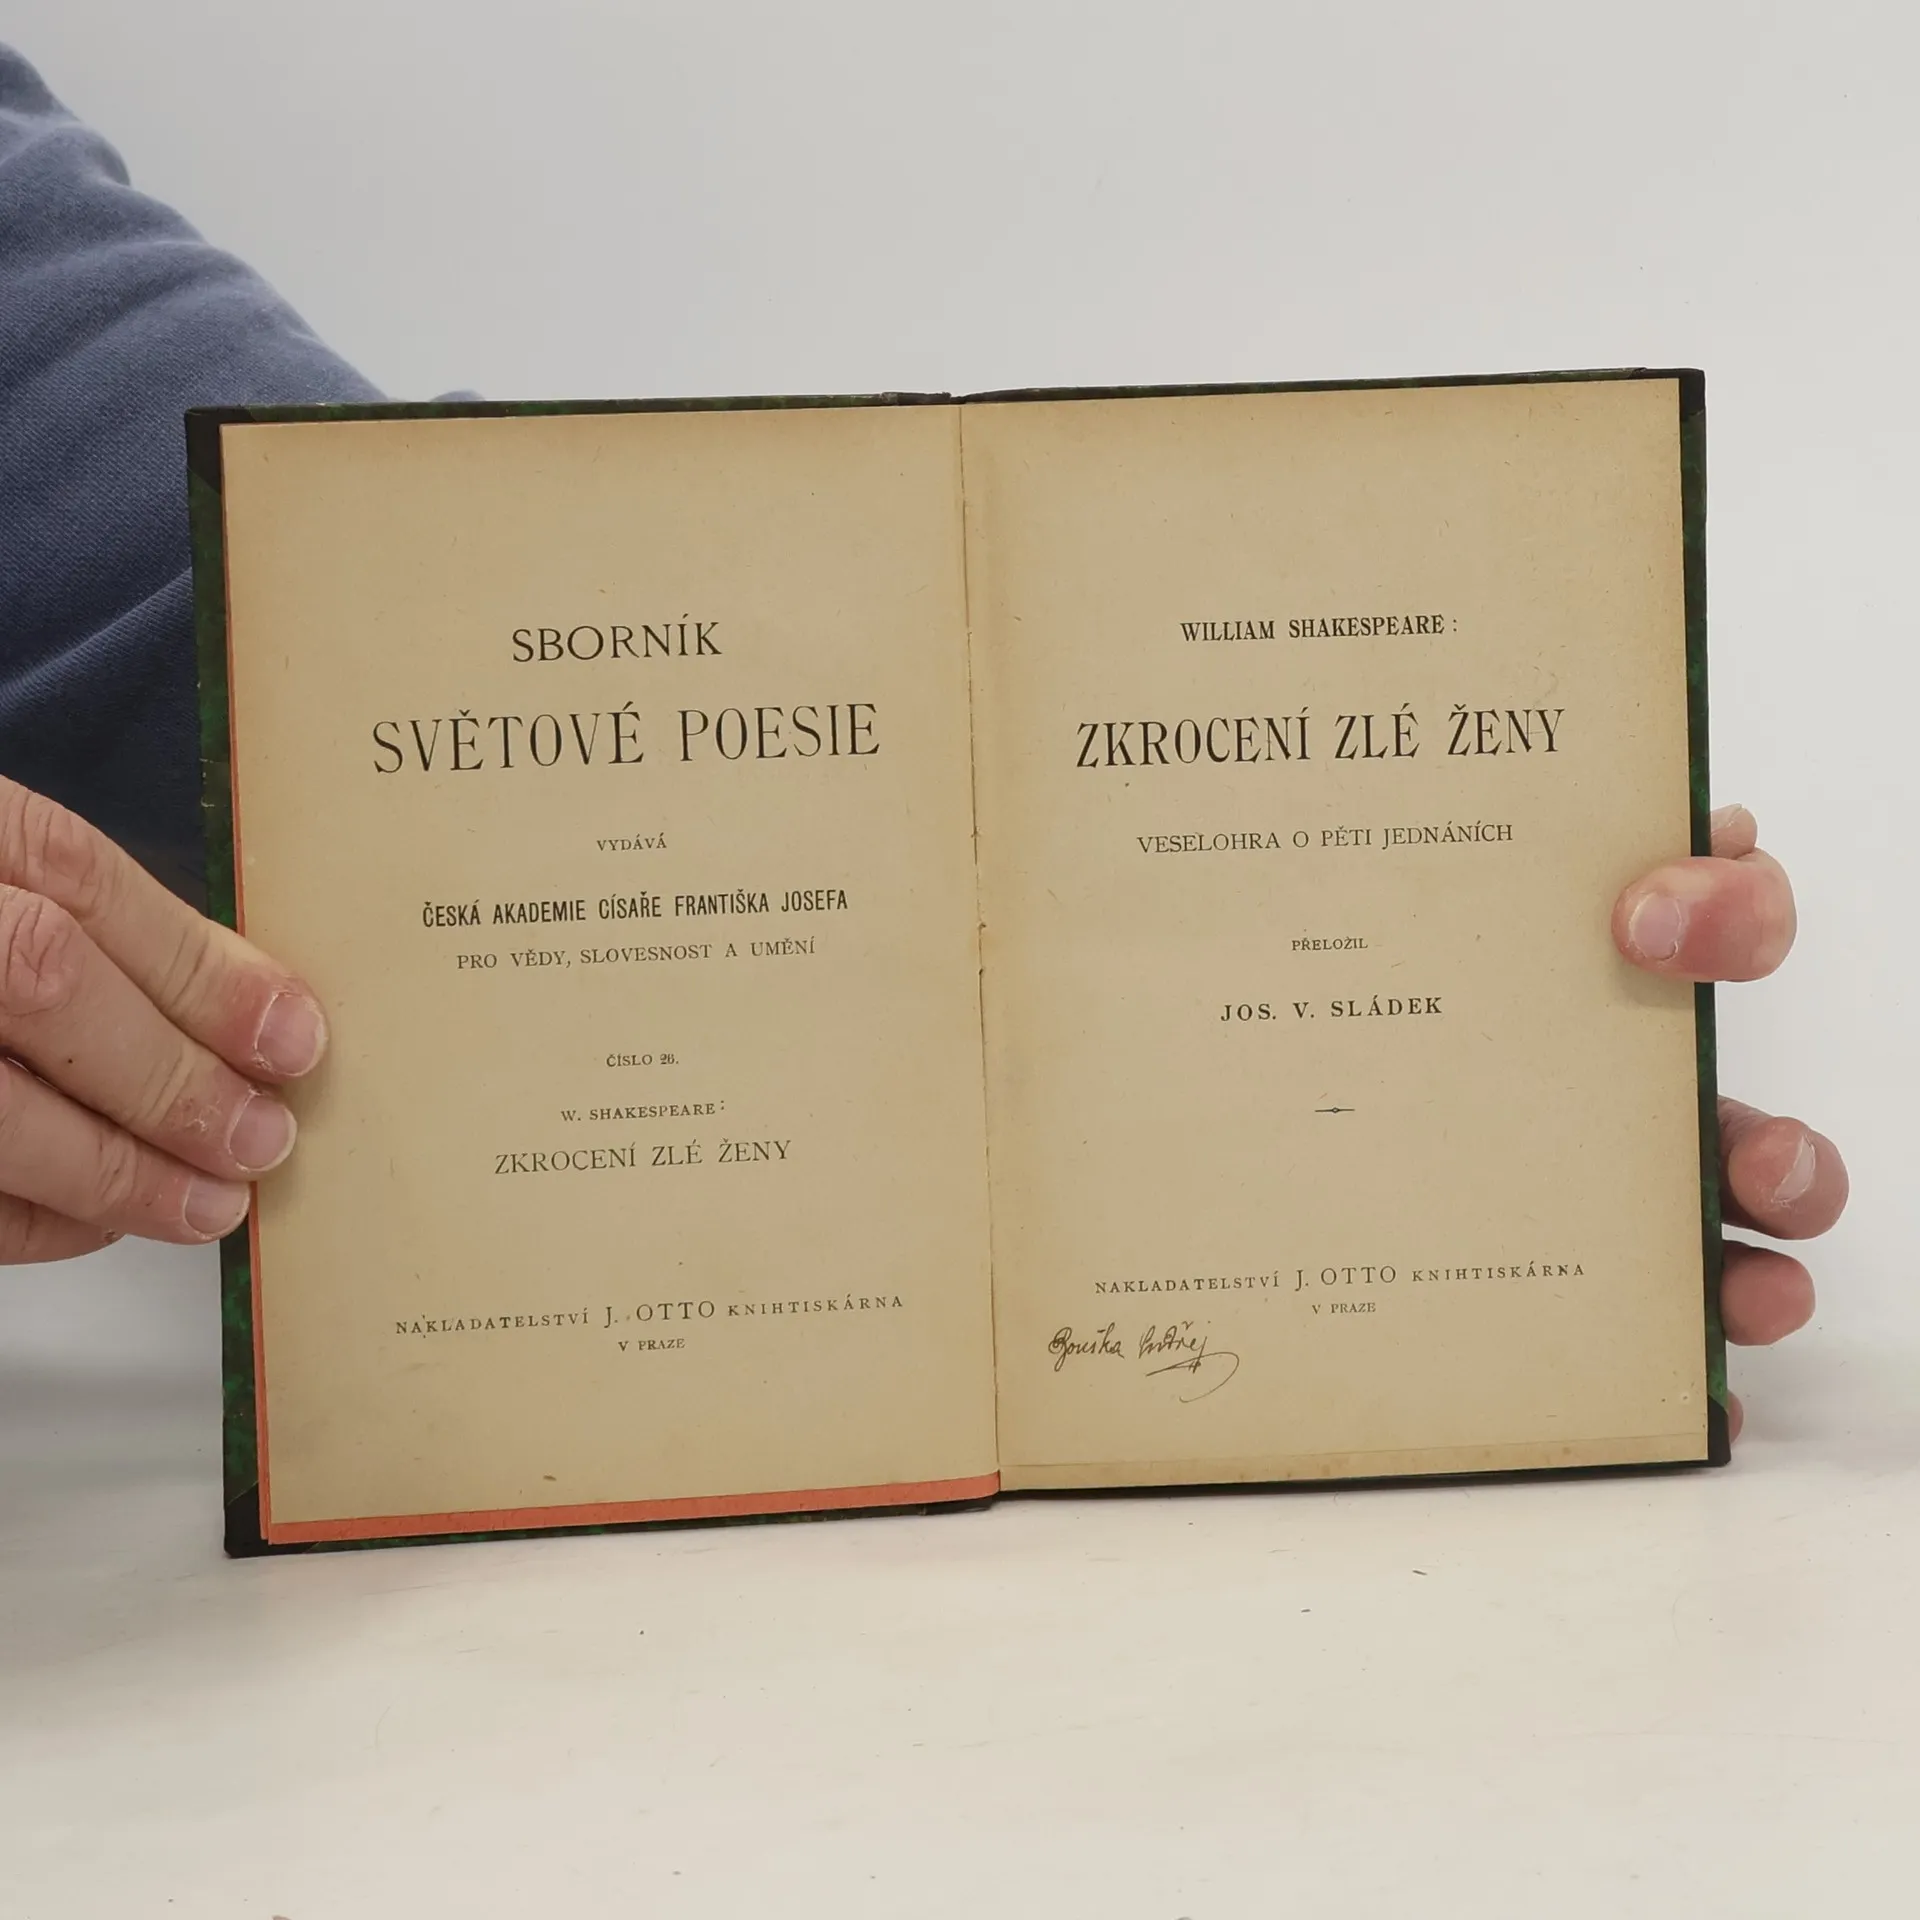 SBORNÍK
SVĚTOVÉ POESIE
VYDÁVÁ
ČESKÁ AKADEMIE CÍSAŘE FRANTIŠKA JOSEFA
PRO VĚDY, SLOVESNOST A UMĚNÍ
ČÍSLO 26.
W. SHAKESPEARE:
ZKROCENÍ ZLÉ ŽENY
NAKLADATELSTVÍ J. OTTO KNIHTISKÁRNA
V PRAZE
WILLIAM SHAKESPEARE:
ZKROCENÍ ZLÉ ŽENY
VESELOHRA O PĚTI JEDNÁNÍCH
PŘELOŽIL
JOS. V. SLÁDEK
NAKLADATELSTVÍ J. OTTO KNIHTISKÁRNA
V PRAZE